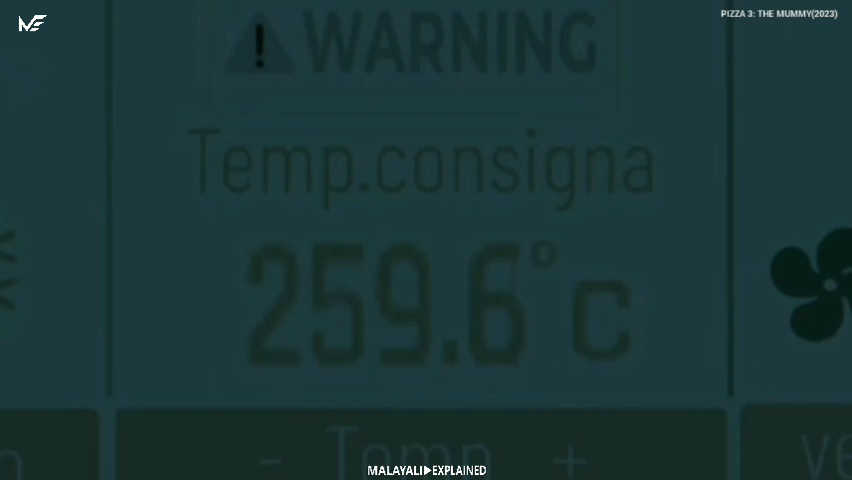 PIZZA 3: THE MUMMY(2023)
! WARNING
Temp.consigna
259.6°C
- Temp. +
MALAYALI▶EXPLAINED